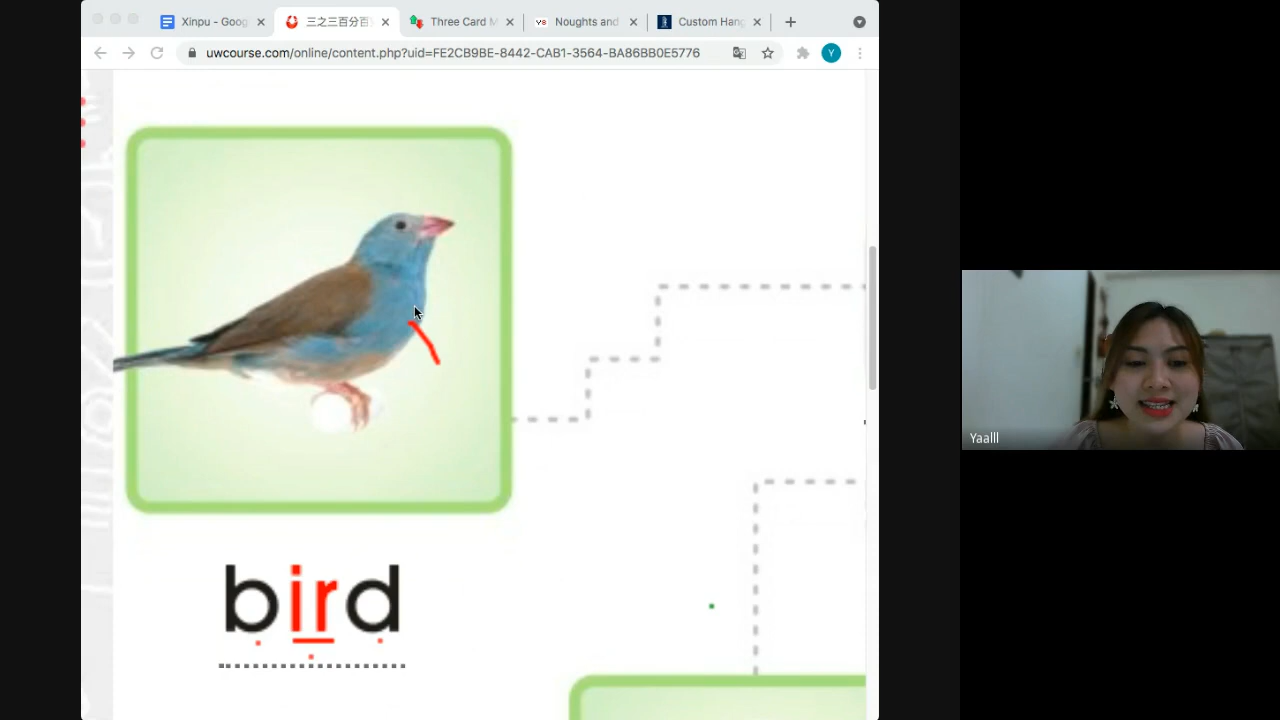 Xinpu - Goog
三之三百分百
Three Card M
Noughts and
Custom Hang
uwcourse.com/online/content.php?uid=FE2CB9BE-8442-CAB1-3564-BA86BB0E5776
Y
bird
Yaalll